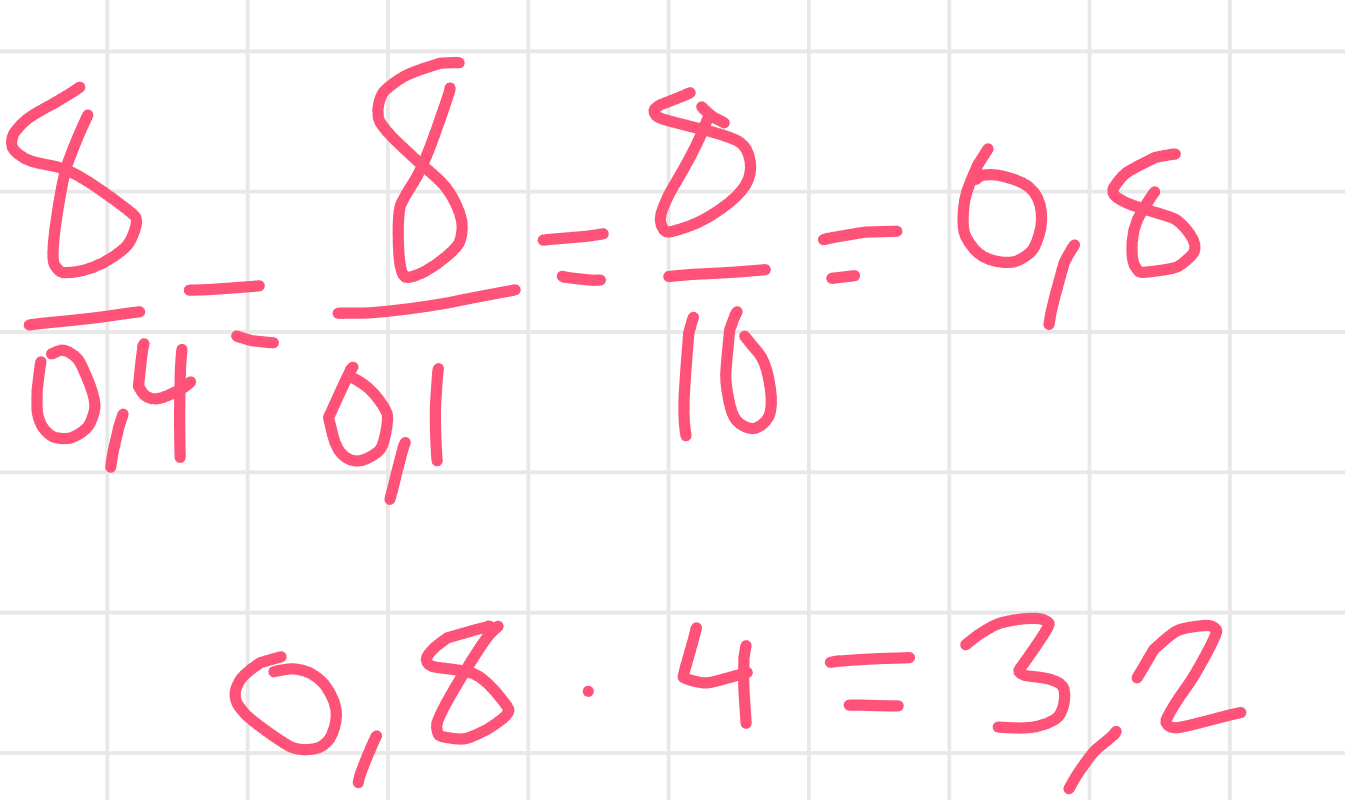 8/0,4 = 8/0,1 = 8/10 = 0,8
0,8 · 4 = 3,2